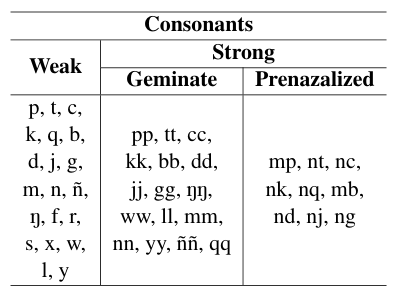 Consonants
Weak
Strong
Geminate Prenazalized
p, t, c,
k, q, b,
d, j, g,
m, n, ñ,
ŋ, f, r,
s, x, w,
l, y
pp, tt, cc,
kk, bb, dd,
jj, gg, ŋŋ,
ww, ll, mm,
nn, yy, ññ, qq
mp, nt, nc,
nk, nq, mb,
nd, nj, ng